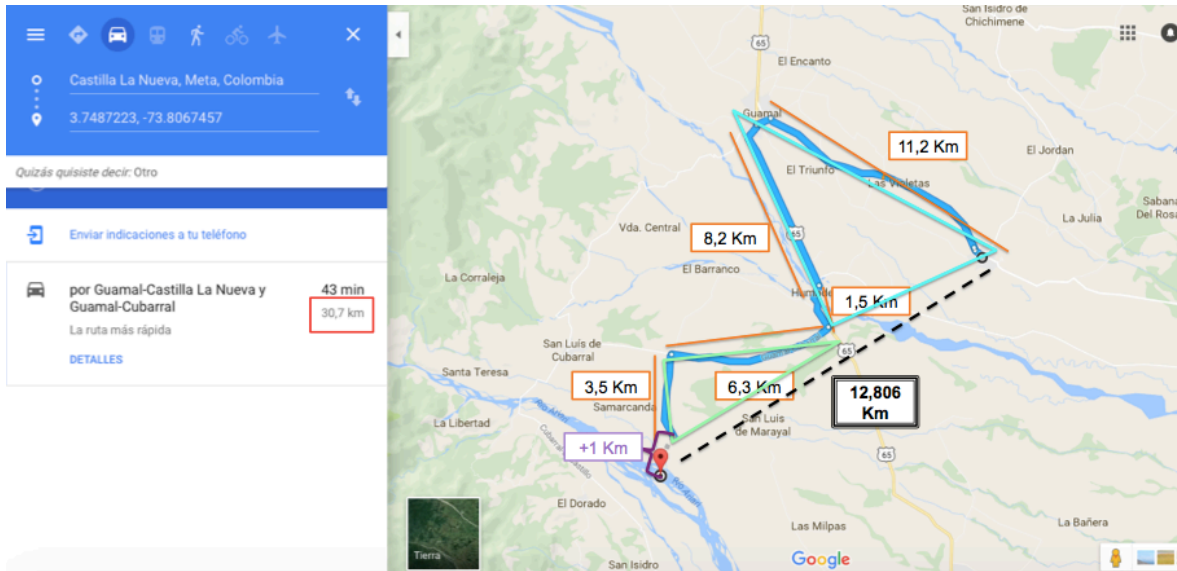 Castilla La Nueva, Meta, Colombia
3.7487223, -73.8067457
Quizás quisiste decir: Otro
Enviar indicaciones a tu teléfono
por Guamal-Castilla La Nueva y
Guamal-Cubarral
43 min
30,7 km
La ruta más rápida
DETALLES
San Isidro de
Chichimene
65
El Encanto
Guamal
11,2 Km
El Jordan
El Triunfo
Las Violetas
Sabana
Del Rosa
La Julia
Vda. Central
8,2 Km
65
El Barranco
La Corraleja
1,5 Km
San Luís de
Cubarral
65
Santa Teresa
3,5 Km
6,3 Km
12,806
Km
Samarcanda
Río Ariari
La Libertad
San Luis
de Marayal
+1 Km
65
Río Ariari
El Dorado
Las Milpas
La Bañera
Tierra
Google
San Isidro